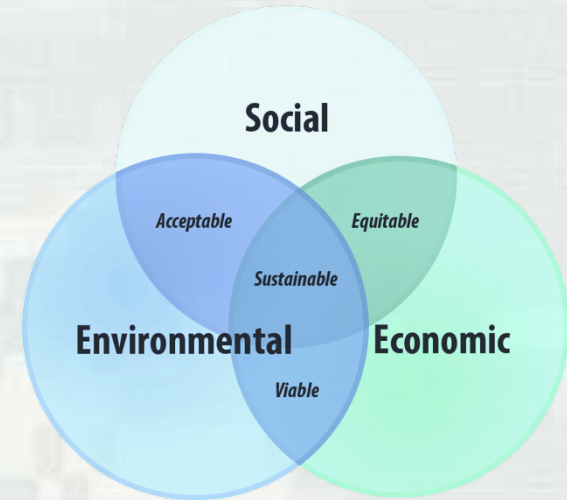 Social
Acceptable
Equitable
Sustainable
Environmental
Economic
Viable